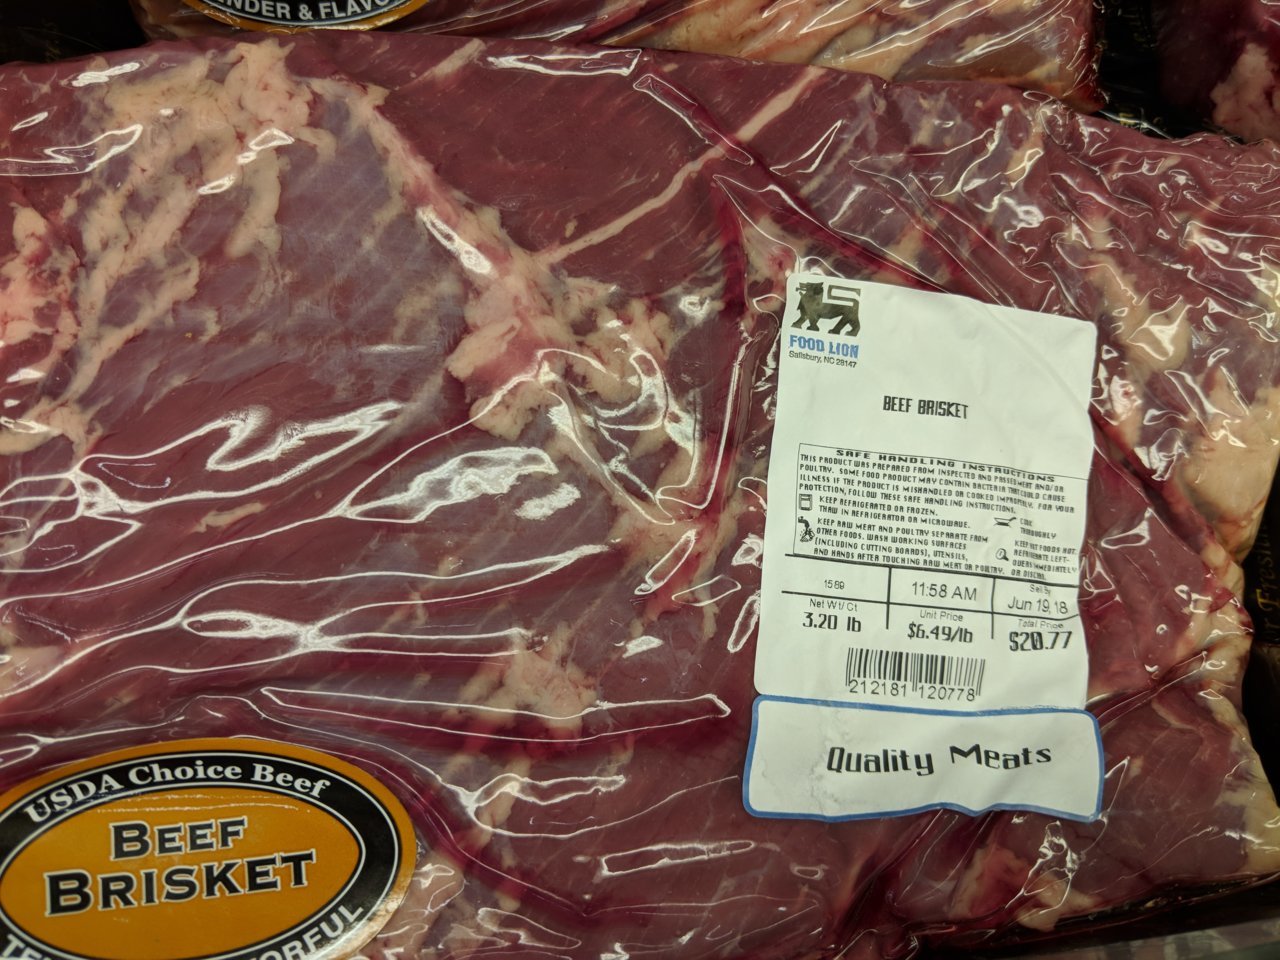 NDER & FLAVO
FOOD LION
Salisbury, NC 28147
BEEF BRISKET
SAFE HANDLING INSTRUCTIONS
THIS PRODUCT WAS PREPARED FROM INSPECTED AND PASSED MEAT AND/OR
POULTRY. SOME FOOD PRODUCT MAY CONTAIN BACTERIA THAT COULD CAUSE
ILLNESS IF THE PRODUCT IS MISHANDLED OR COOKED IMPROPERLY. FOR YOUR
PROTECTION, FOLLOW THESE SAFE HANDLING INSTRUCTIONS.
KEEP REFRIGERATED OR FROZEN.
THAW IN REFRIGERATOR OR MICROWAVE.
COOK
THOROUGHLY
KEEP RAW MEAT AND POULTRY SEPARATE FROM
OTHER FOODS. WASH WORKING SURFACES
(INCLUDING CUTTING BOARDS), UTENSILS,
AND HANDS AFTER TOUCHING RAW MEAT OR POULTRY.
KEEP HOT FOODS HOT.
REFRIGERATE LEFT-
OVERS IMMEDIATELY
OR DISCARD.
1589
11:58 AM
Sell By
Jun 19, 18
Net Wt/Ct
3.20 lb
Unit Price
$6.49/lb
Total Price
$20.77
212181 120778
Quality Meats
USDA Choice Beef
BEEF
BRISKET
TE
ORFUL